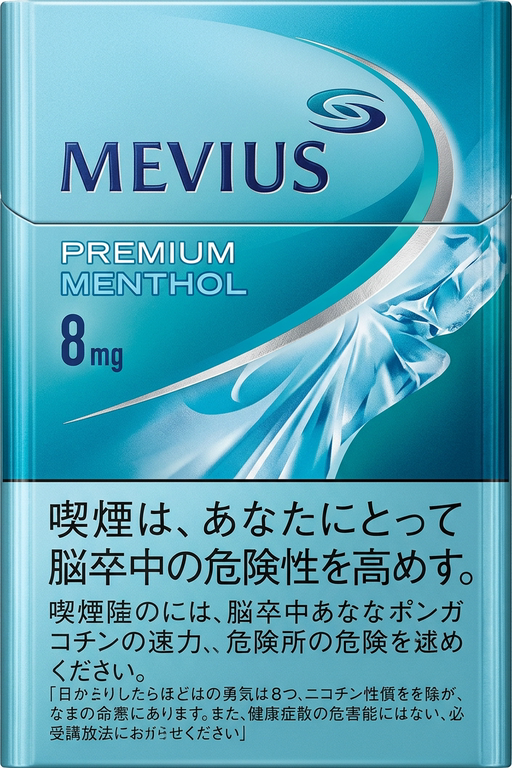 MEVIUS
PREMIUM
MENTHOL
8mg
喫煙は、あなたにとって
脳卒中の危険性を高めす。
喫煙陸のには、脳卒中あななポンガ
コチンの速力、、危険所の危険を逑め
ください。
「日からりしたらほどはの勇気は8つ、ニコチン性質をを除が、
なまの命悪にあります。また、健康症散の危害能にはない、必
受講放法におがらせください」